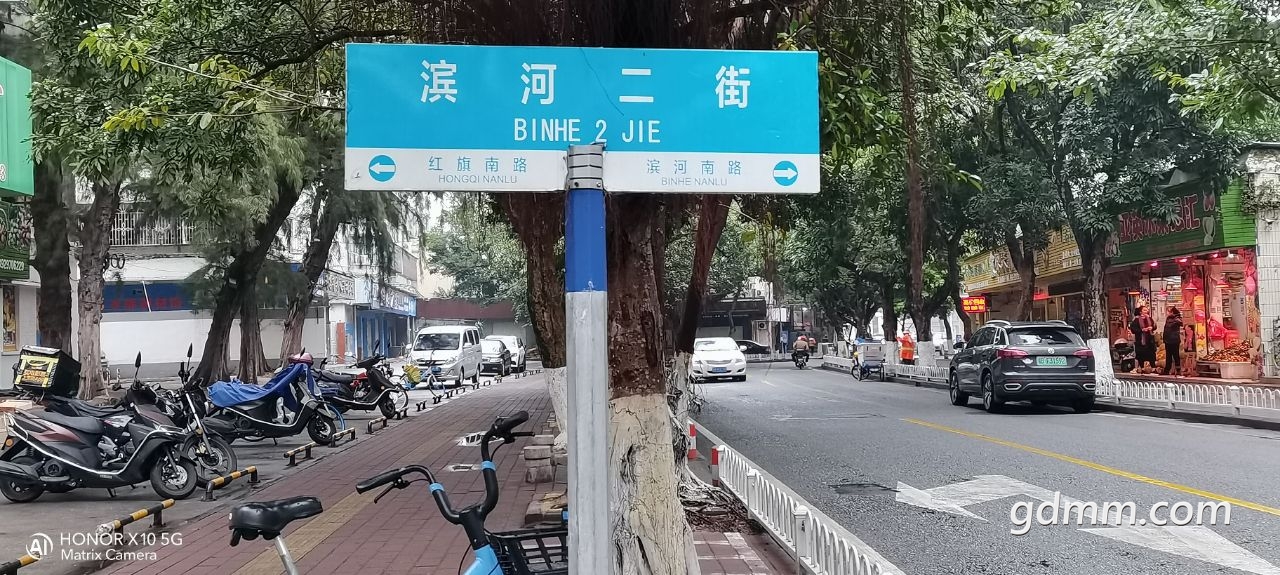 滨河二街
BINHE 2 JIE
红旗南路
HONGQI NANLU
滨河南路
BINHE NANLU
HONOR X10 5G
Matrix Camera
gdmm.com